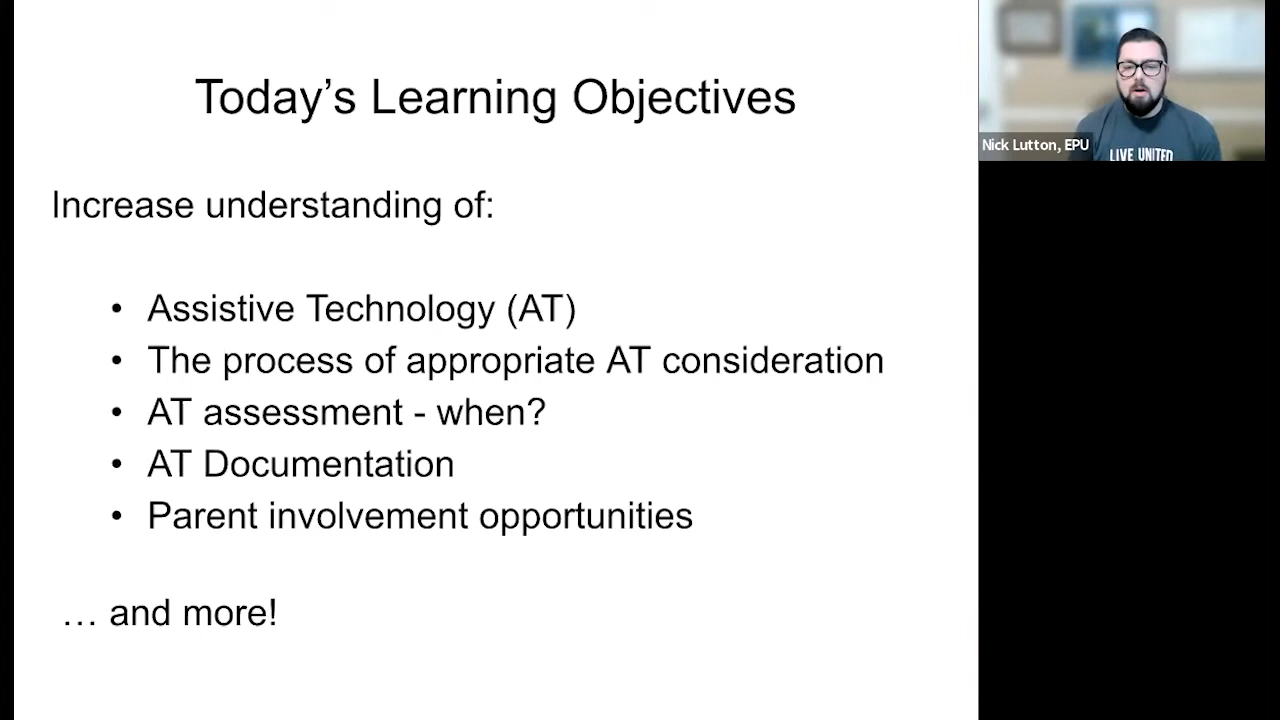 Today's Learning Objectives
Increase understanding of:
• Assistive Technology (AT)
• The process of appropriate AT consideration
• AT assessment - when?
• AT Documentation
• Parent involvement opportunities
… and more!
Nick Lutton, EPU
LIVE UNITED